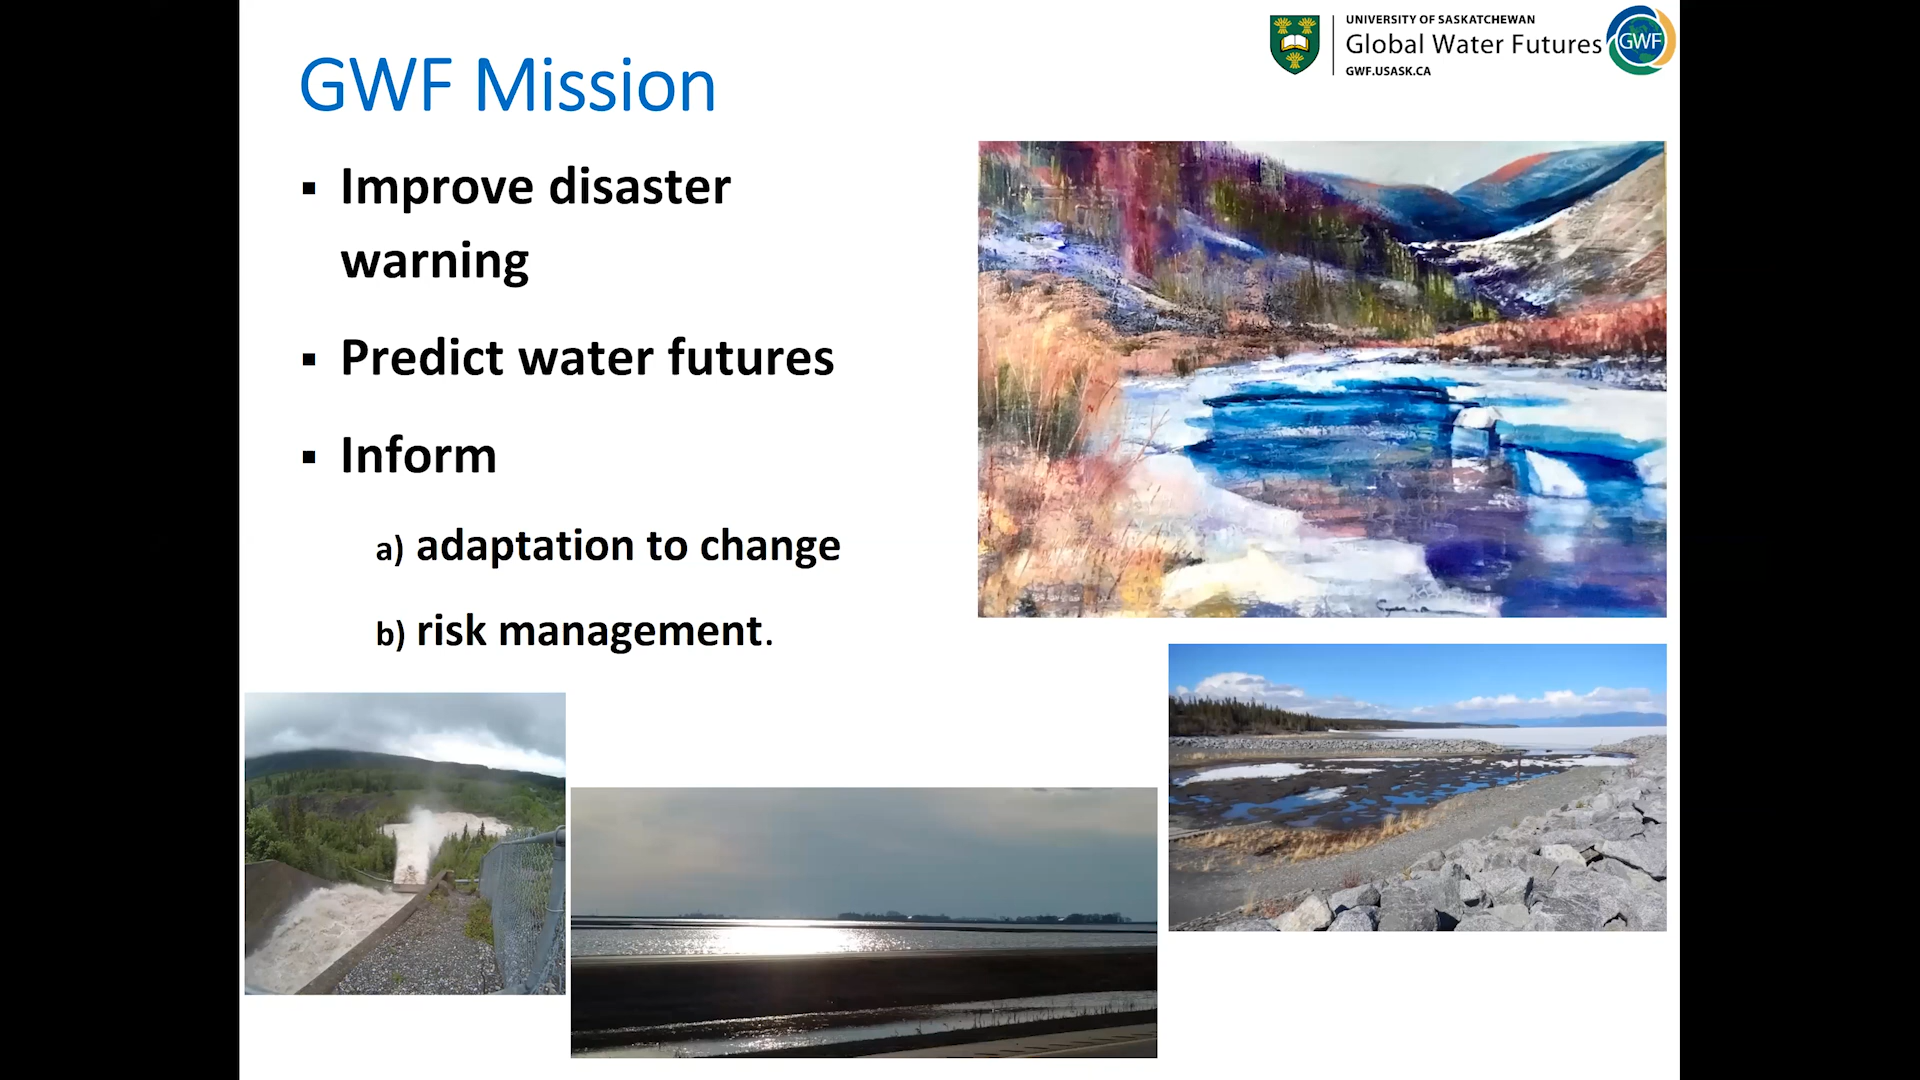 UNIVERSITY OF SASKATCHEWAN
Global Water Futures
GWF
GWF.USASK.CA
GWF Mission
▪ Improve disaster
warning
▪ Predict water futures
▪ Inform
a) adaptation to change
b) risk management.